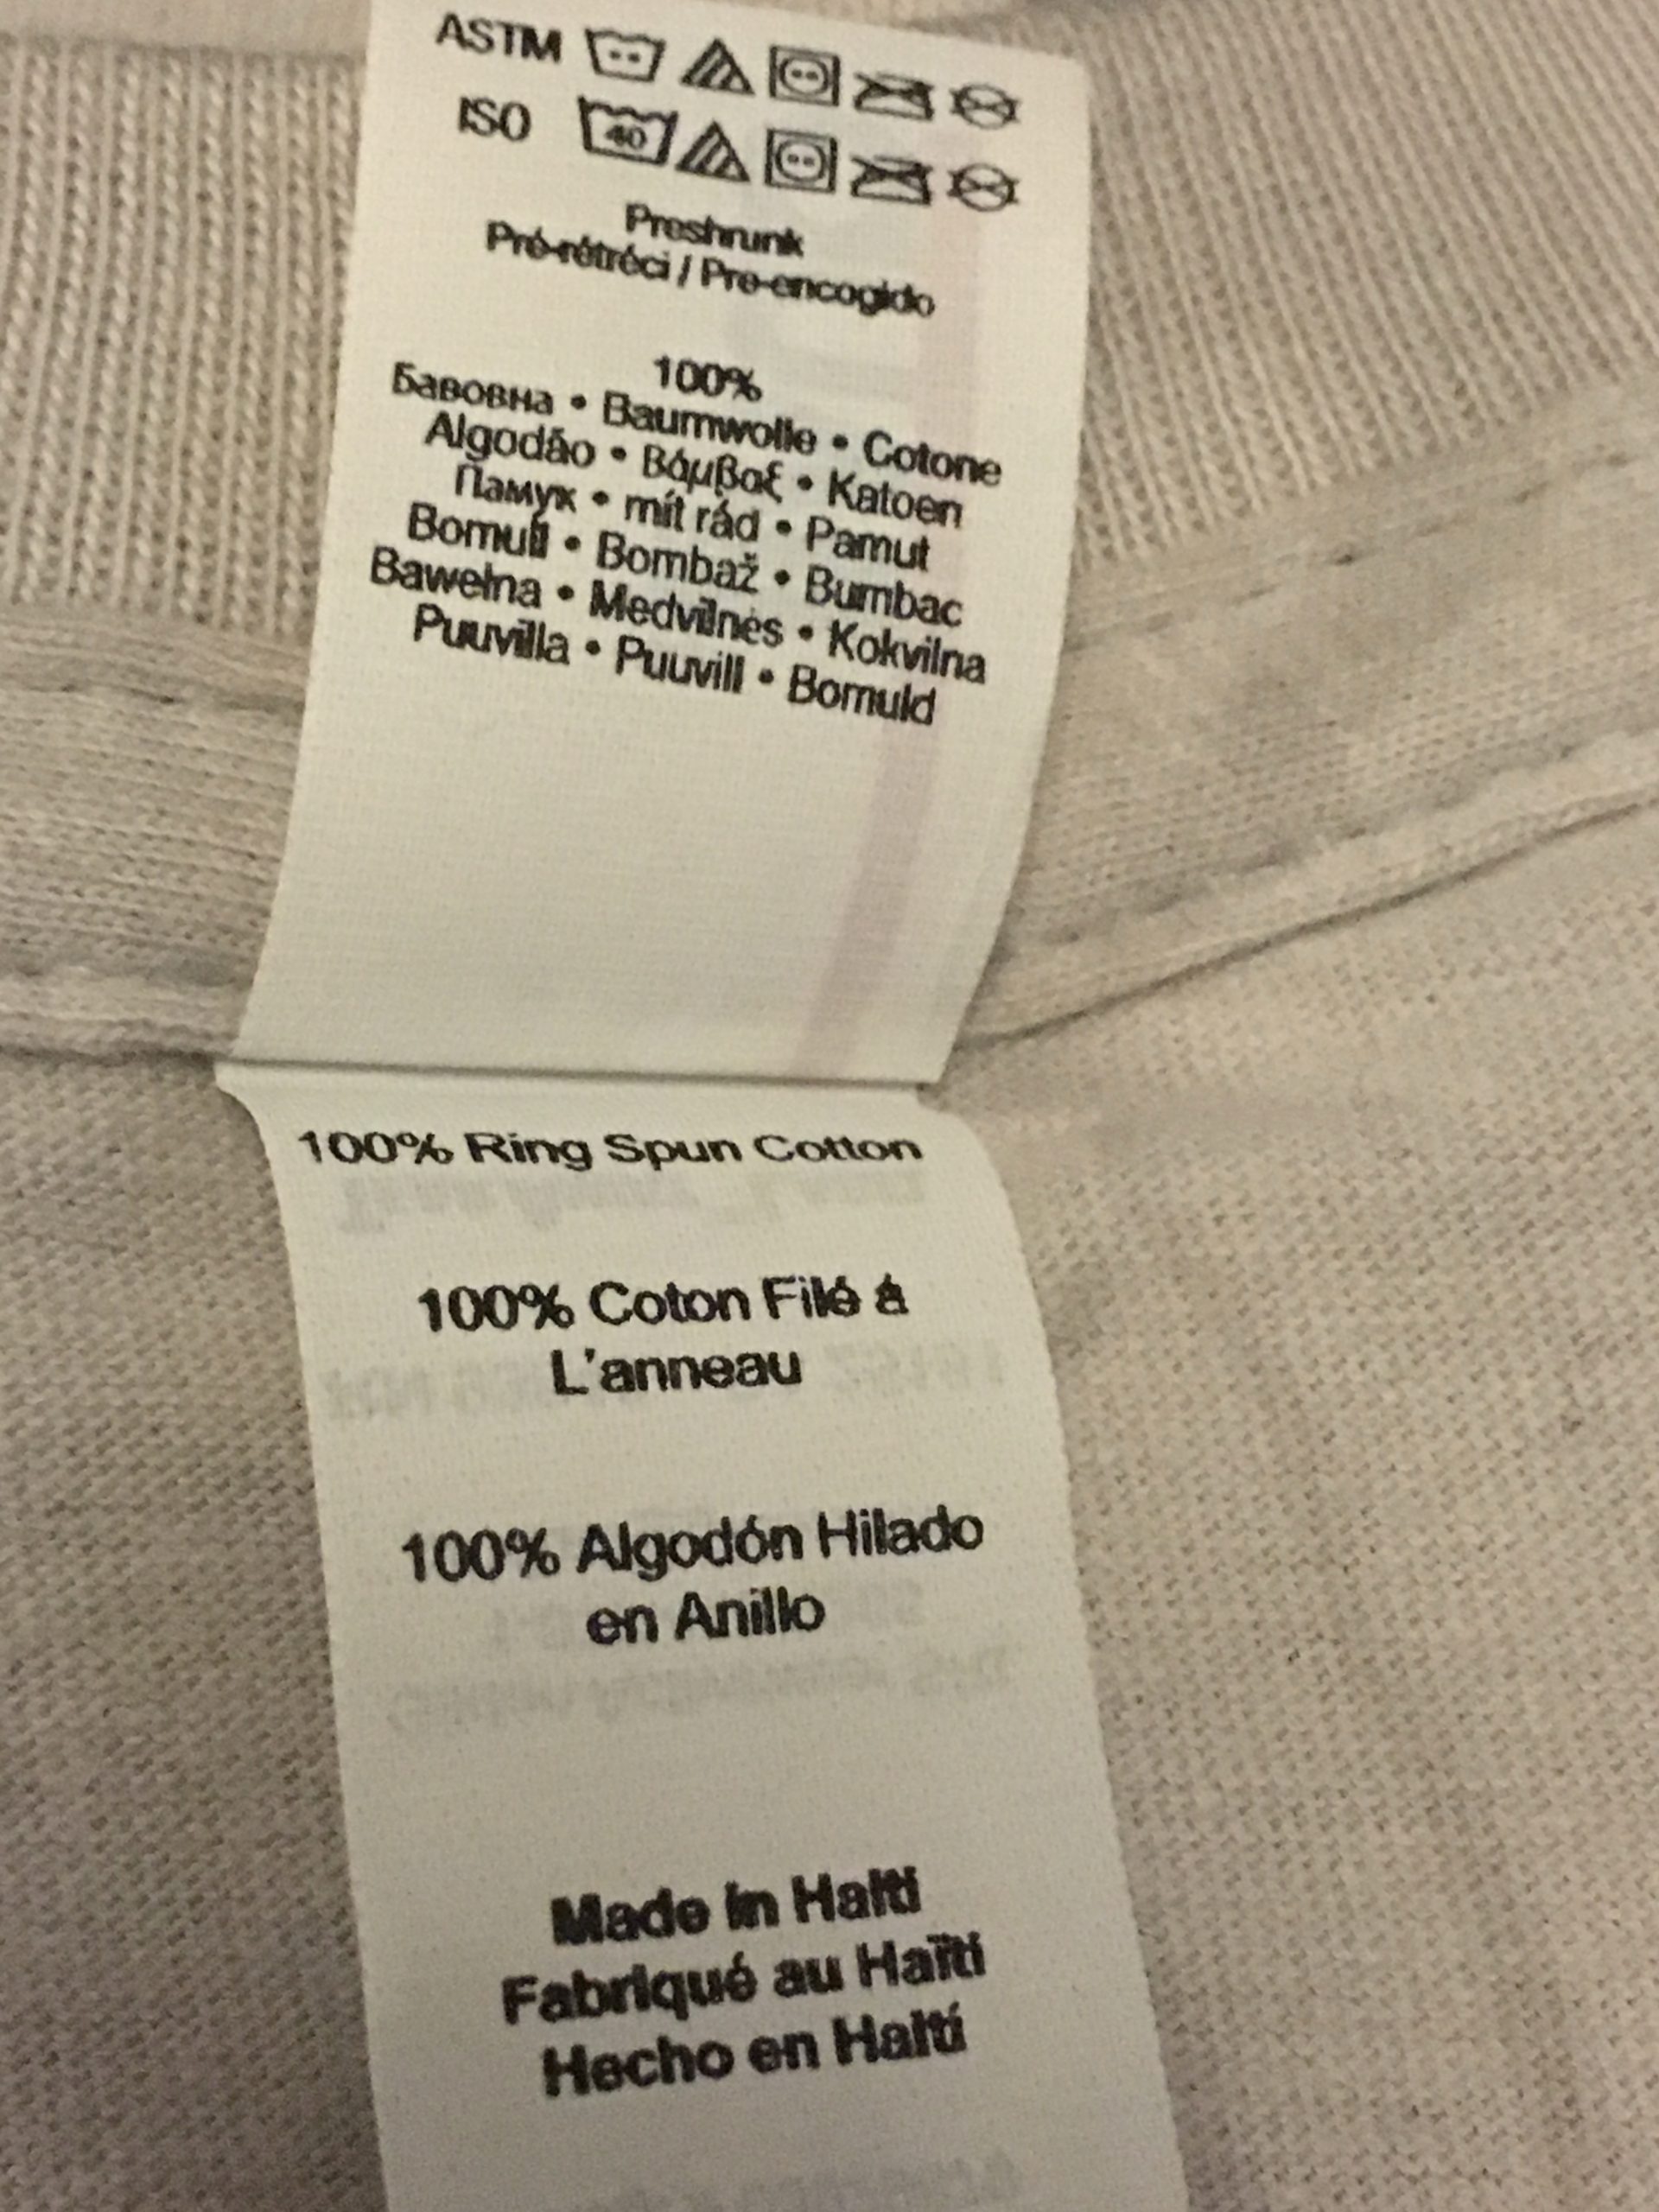 ASTM
ISO 40
Preshrunk
Pré-rétréci / Pre-encogido
100%
Бавовна • Baumwolle • Cotone
Algodão • Βάμβαξ • Katoen
Памук • mít rád • Pamut
Bomull • Bombaž • Bumbac
Bawełna • Medvilnės • Kokvilna
Puuvilla • Puuvill • Bomuld
100% Ring Spun Cotton
100% Coton Filé à
L'anneau
100% Algodón Hilado
en Anillo
Made in Haiti
Fabriqué au Haïti
Hecho en Haití